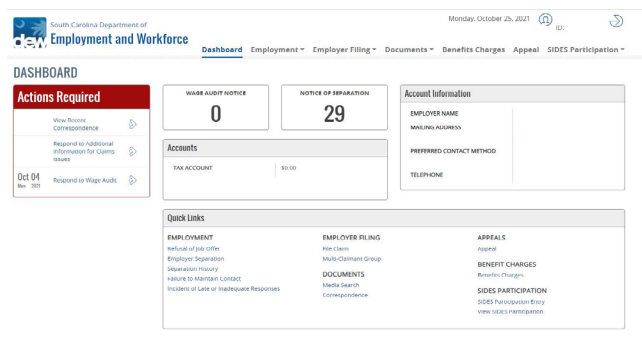 South Carolina Department of
dew Employment and Workforce
Monday, October 25, 2021
ID:
Dashboard Employment Employer Filing Documents Benefits Charges Appeal SIDES Participation
DASHBOARD
Actions Required
View Recent
Correspondence
Respond to Additional
Information for Claims
Issues
Oct 04
Mon 2021
Respond to Wage Audit
WAGE AUDIT NOTICE
0
NOTICE OF SEPARATION
29
Accounts
TAX ACCOUNT $0.00
Account Information
EMPLOYER NAME
MAILING ADDRESS
PREFERRED CONTACT METHOD
TELEPHONE
Quick Links
EMPLOYMENT
Refusal of Job Offer
Employer Separation
Separation History
Failure to Maintain Contact
Incident of Late or Inadequate Responses
EMPLOYER FILING
File Claim
Multi-Claimant Group
DOCUMENTS
Media Search
Correspondence
APPEALS
Appeal
BENEFIT CHARGES
Benefits Charges
SIDES PARTICIPATION
SIDES Participation Entry
View SIDES Participation